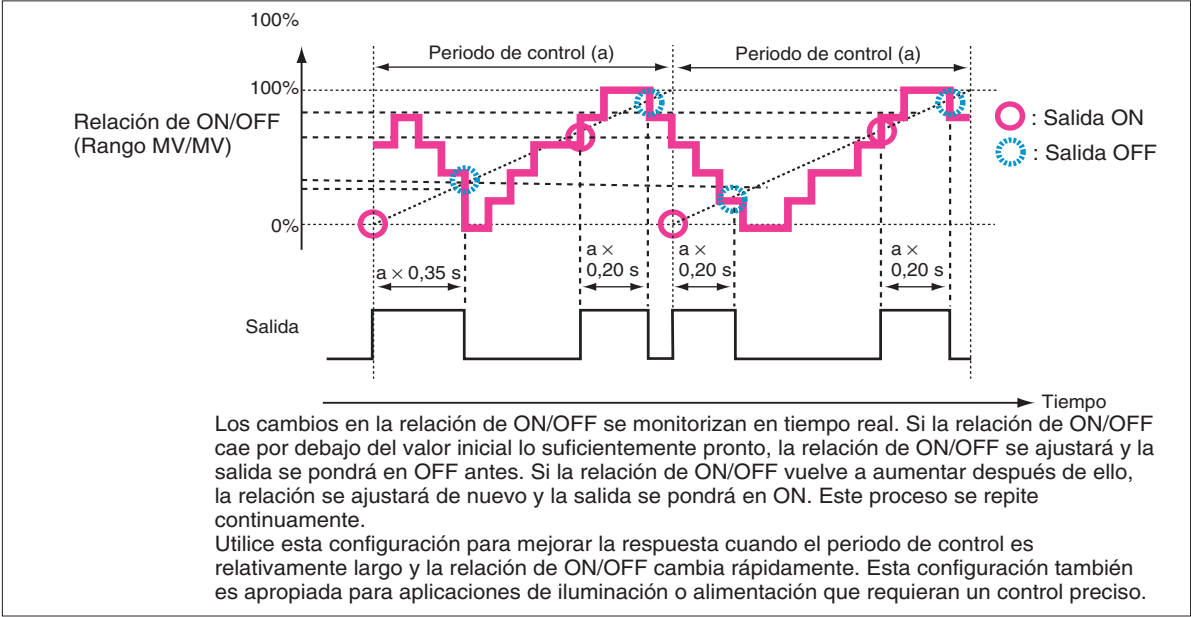 100%
Periodo de control (a)
Periodo de control (a)
100%
Relación de ON/OFF
(Rango MV/MV)
: Salida ON
: Salida OFF
0%
a × 0,35 s
a ×
0,20 s
a ×
0,20 s
a ×
0,20 s
Salida
Tiempo
Los cambios en la relación de ON/OFF se monitorizan en tiempo real. Si la relación de ON/OFF
cae por debajo del valor inicial lo suficientemente pronto, la relación de ON/OFF se ajustará y la
salida se pondrá en OFF antes. Si la relación de ON/OFF vuelve a aumentar después de ello,
la relación se ajustará de nuevo y la salida se pondrá en ON. Este proceso se repite
continuamente.
Utilice esta configuración para mejorar la respuesta cuando el periodo de control es
relativamente largo y la relación de ON/OFF cambia rápidamente. Esta configuración también
es apropiada para aplicaciones de iluminación o alimentación que requieran un control preciso.